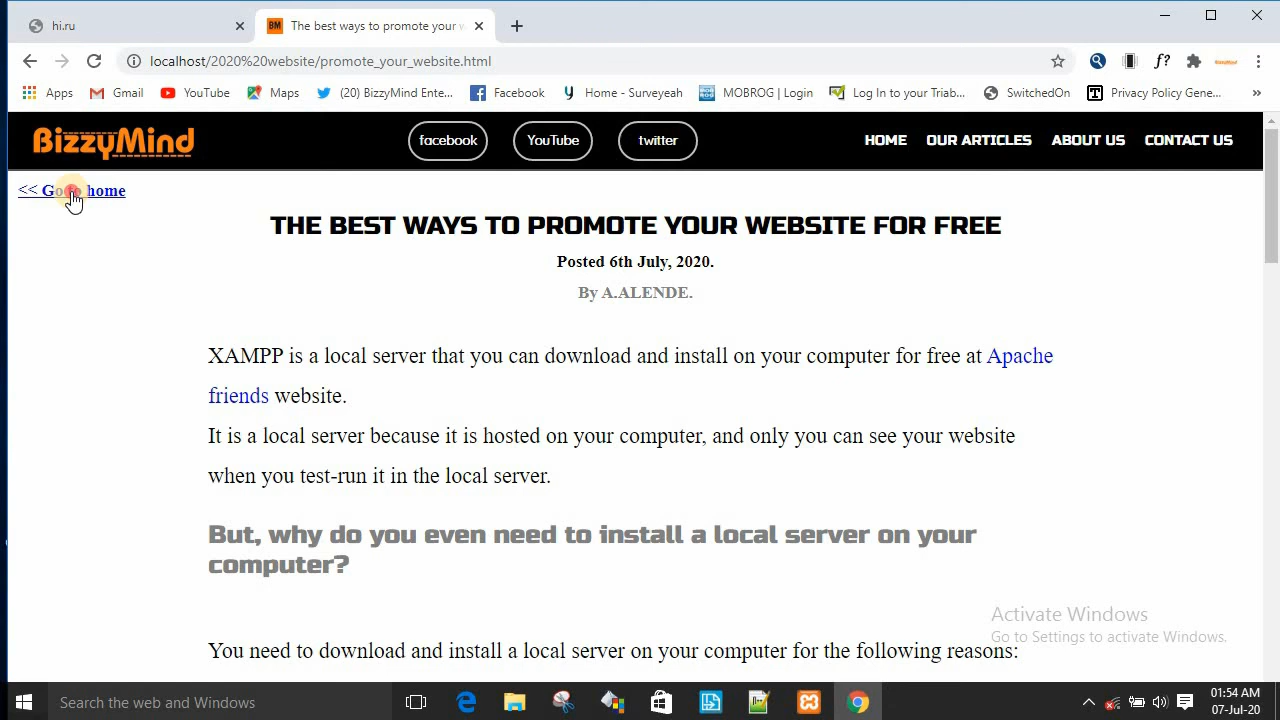 hi.ru
BM The best ways to promote your w
localhost/2020%20website/promote_your_website.html
f?
Apps Gmail YouTube Maps (20) BizzyMind Ente... Facebook Home - Surveyeah MOBROG | Login Log In to your Triab... SwitchedOn Privacy Policy Gene... »
BizzyMind facebook YouTube twitter HOME OUR ARTICLES ABOUT US CONTACT US
<< Go to home
THE BEST WAYS TO PROMOTE YOUR WEBSITE FOR FREE
Posted 6th July, 2020.
By A.ALENDE.
XAMPP is a local server that you can download and install on your computer for free at Apache
friends website.
It is a local server because it is hosted on your computer, and only you can see your website
when you test-run it in the local server.
But, why do you even need to install a local server on your
computer?
You need to download and install a local server on your computer for the following reasons:
Activate Windows
Go to Settings to activate Windows.
Search the web and Windows
01:54 AM
07-Jul-20